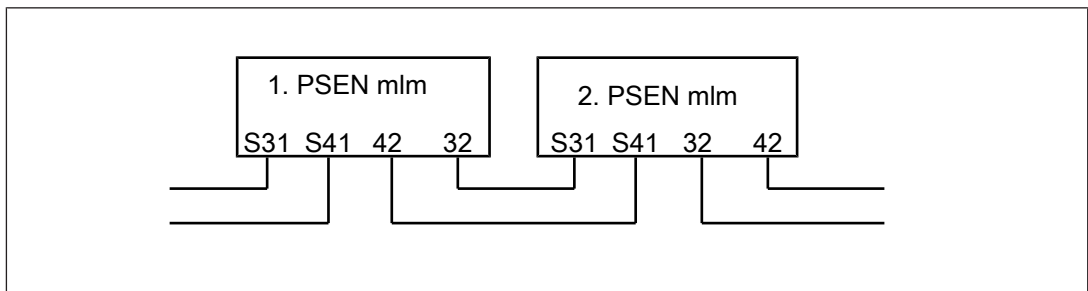 1. PSEN mlm
S31 S41 42 32
2. PSEN mlm
S31 S41 32 42